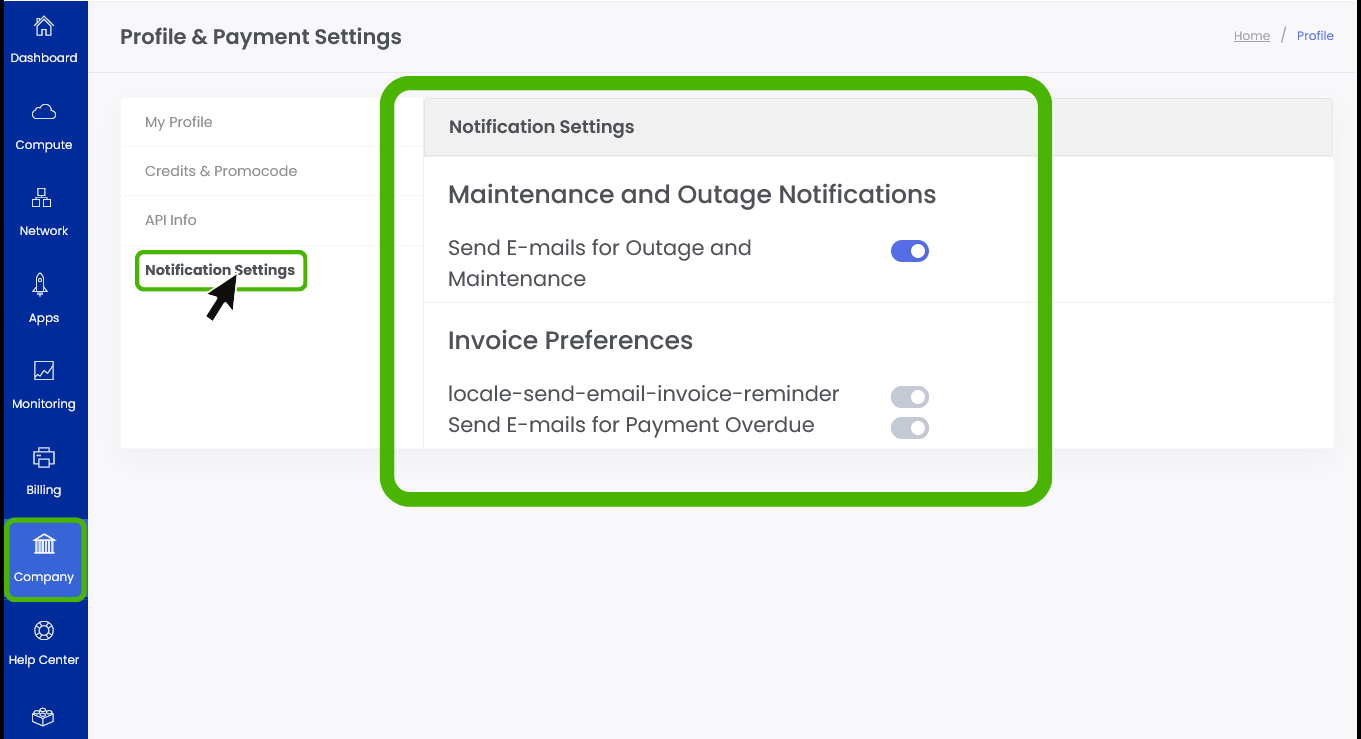 Dashboard
Compute
Network
Apps
Monitoring
Billing
Company
Help Center
Profile & Payment Settings
Home / Profile
My Profile
Credits & Promocode
API Info
Notification Settings
Notification Settings
Maintenance and Outage Notifications
Send E-mails for Outage and
Maintenance
Invoice Preferences
locale-send-email-invoice-reminder
Send E-mails for Payment Overdue